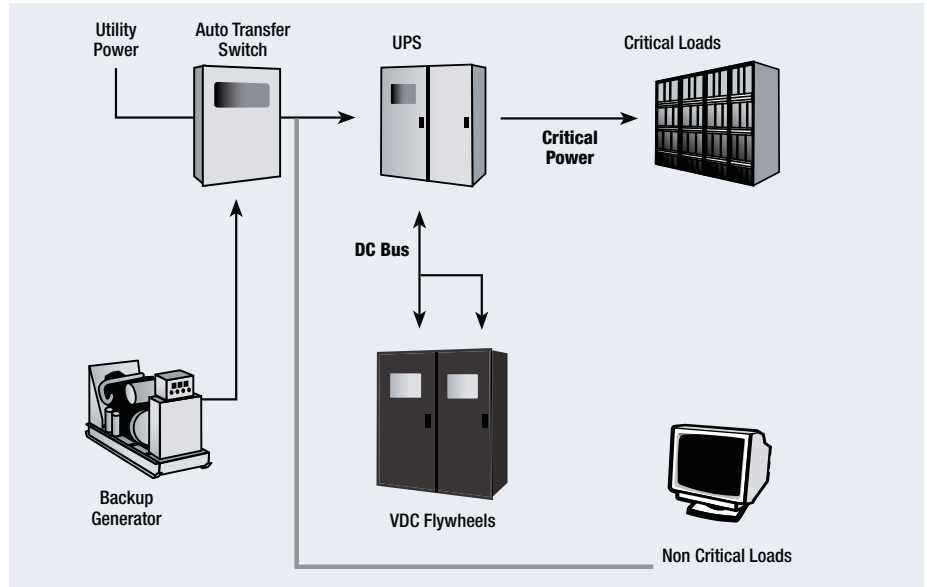 Utility
Power
Auto Transfer
Switch
UPS
Critical Loads
Critical
Power
DC Bus
Backup
Generator
VDC Flywheels
Non Critical Loads